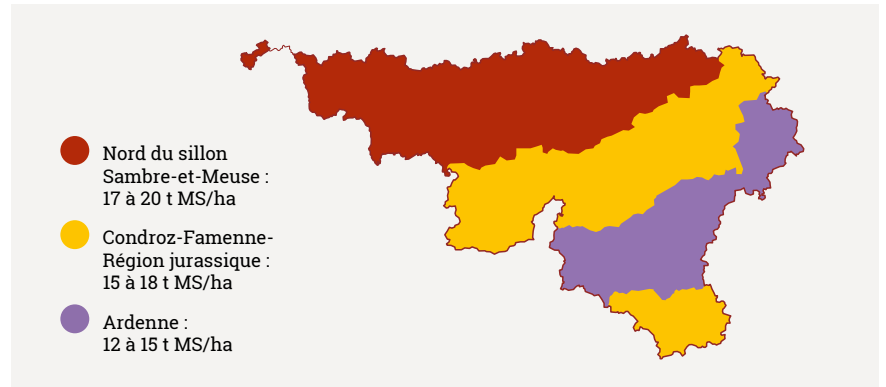 Nord du sillon
Sambre-et-Meuse :
17 à 20 t MS/ha
Condroz-Famenne-
Région jurassique :
15 à 18 t MS/ha
Ardenne :
12 à 15 t MS/ha